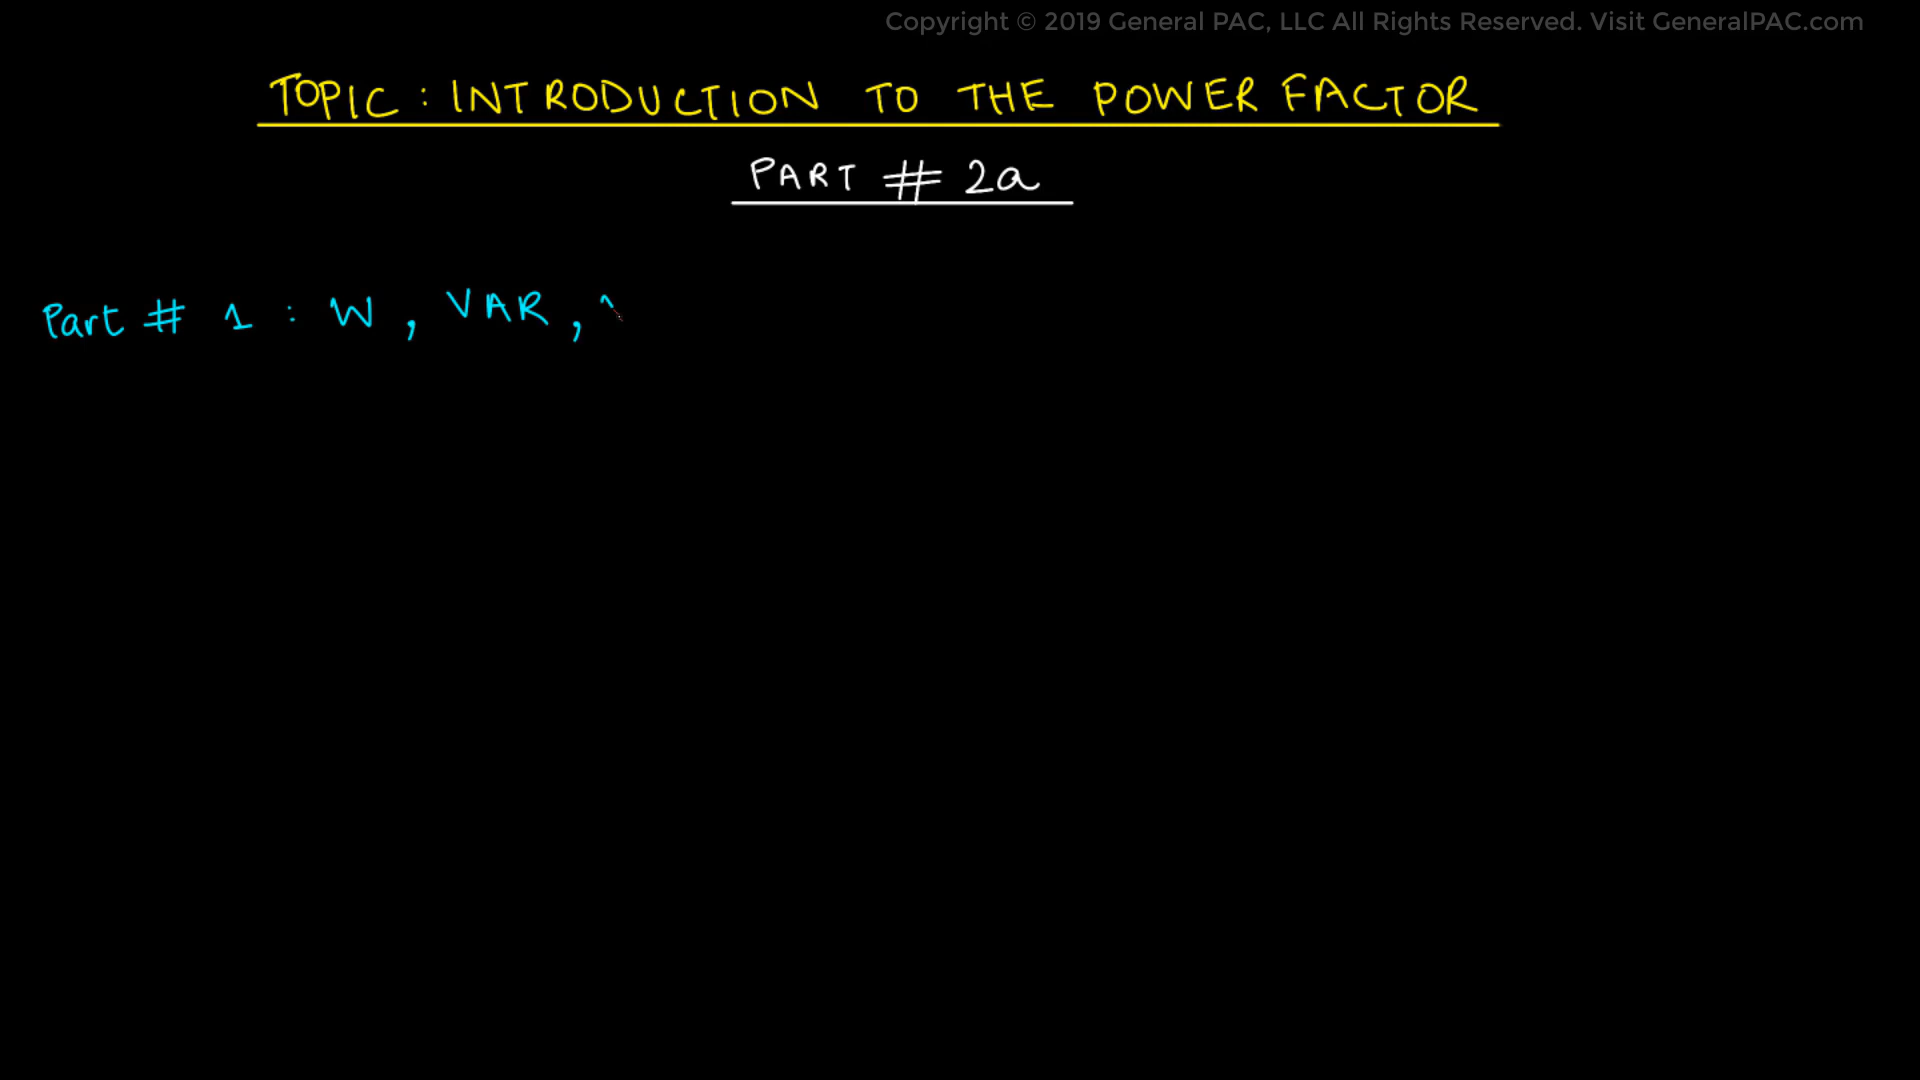 Copyright © 2019 General PAC, LLC All Rights Reserved. Visit GeneralPAC.com
TOPIC : INTRODUCTION TO THE POWER FACTOR
PART # 2a
Part # 1 : W , VAR ,